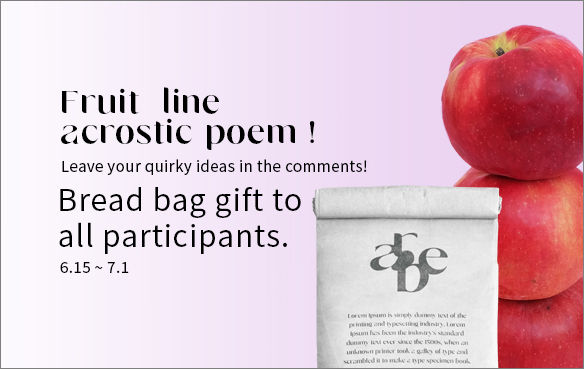 Fruit line
acrostic poem !
Leave your quirky ideas in the comments!
Bread bag gift to
all participants.
6.15 ~ 7.1
arbe
Lorem Ipsum is simply dummy text of the
printing and typesetting industry. Lorem
Ipsum has been the industry's standard
dummy text ever since the 1500s, when an
unknown printer took a galley of type and
scrambled it to make a type specimen book.